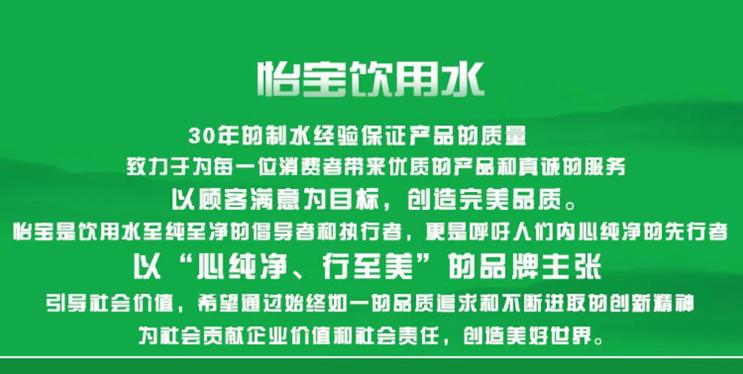 怡宝饮用水
30年的制水经验保证产品的质量
致力于为每一位消费者带来优质的产品和真诚的服务
以顾客满意为目标，创造完美品质。
怡宝是饮用水至纯至净的倡导者和执行者，更是呼吁人们内心纯净的先行者
以“心纯净、行至美”的品牌主张
引导社会价值，希望通过始终如一的品质追求和不断进取的创新精神
为社会贡献企业价值和社会责任，创造美好世界。